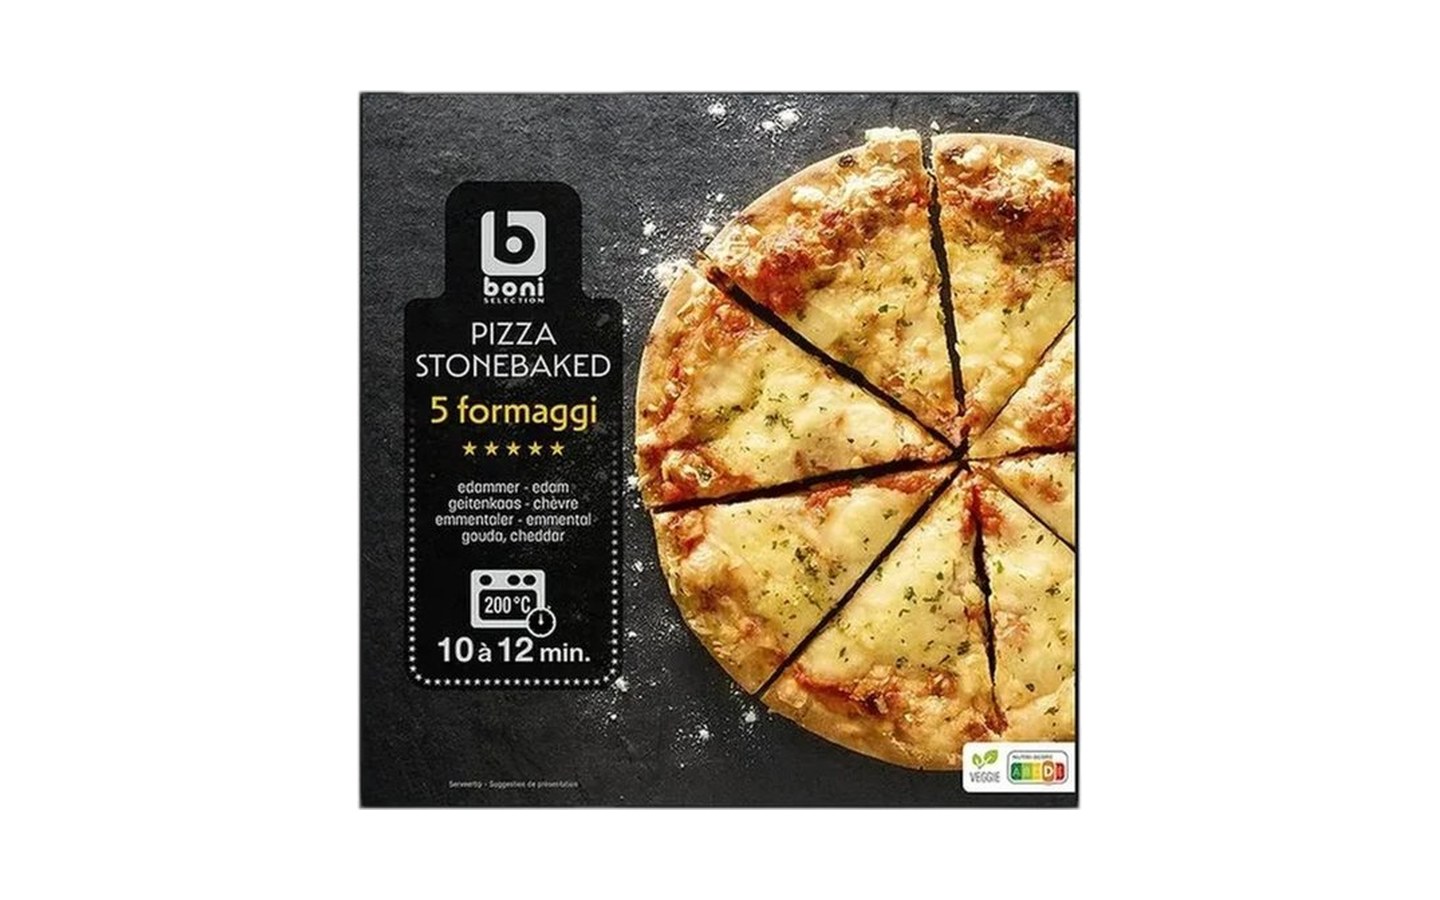 b
boni
SELECTION
PIZZA
STONEBAKED
5 formaggi
edammer - edam
geitenkaas - chèvre
emmentaler - emmental
gouda, cheddar
200°C
10 à 12 min.
Serveertip - Suggestion de présentation
VEGGIE
NUTRI-SCORE
A B C D E